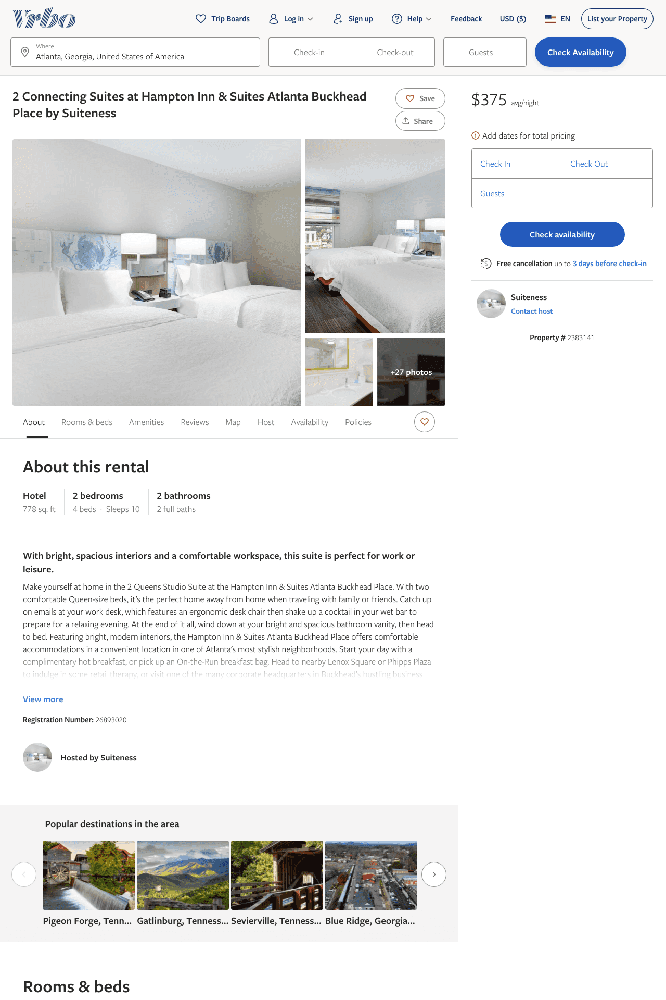 Vrbo
Trip Boards
Log in
Sign up
Help
Feedback
USD ($)
EN
List your Property
Where
Atlanta, Georgia, United States of America
Check-in
Check-out
Guests
Check Availability
2 Connecting Suites at Hampton Inn & Suites Atlanta Buckhead
Place by Suiteness
Save
Share
+27 photos
$375 avg/night
Add dates for total pricing
Check In
Check Out
Guests
Check availability
Free cancellation up to 3 days before check-in
Suiteness
Contact host
Property # 2383141
About
Rooms & beds
Amenities
Reviews
Map
Host
Availability
Policies
About this rental
Hotel
778 sq. ft
2 bedrooms
4 beds · Sleeps 10
2 bathrooms
2 full baths
With bright, spacious interiors and a comfortable workspace, this suite is perfect for work or
leisure.
Make yourself at home in the 2 Queens Studio Suite at the Hampton Inn & Suites Atlanta Buckhead Place. With two
comfortable Queen-size beds, it’s the perfect home away from home when traveling with family or friends. Catch up
on emails at your work desk, which features an ergonomic desk chair then shake up a cocktail in your wet bar to
prepare for a relaxing evening. At the end of it all, wind down at your bright and spacious bathroom vanity, then head
to bed. Featuring bright, modern interiors, the Hampton Inn & Suites Atlanta Buckhead Place offers comfortable
accommodations in a convenient location in one of Atlanta’s most stylish neighborhoods. Start your day with a
complimentary hot breakfast, or pick up an On-the-Run breakfast bag. Head to nearby Lenox Square or Phipps Plaza
to indulge in some retail therapy, or visit one of the many corporate headquarters in Buckhead’s bustling business
View more
Registration Number: 26893020
Hosted by Suiteness
Popular destinations in the area
Pigeon Forge, Tenn...
Gatlinburg, Tenness...
Sevierville, Tenness...
Blue Ridge, Georgia...
Rooms & beds